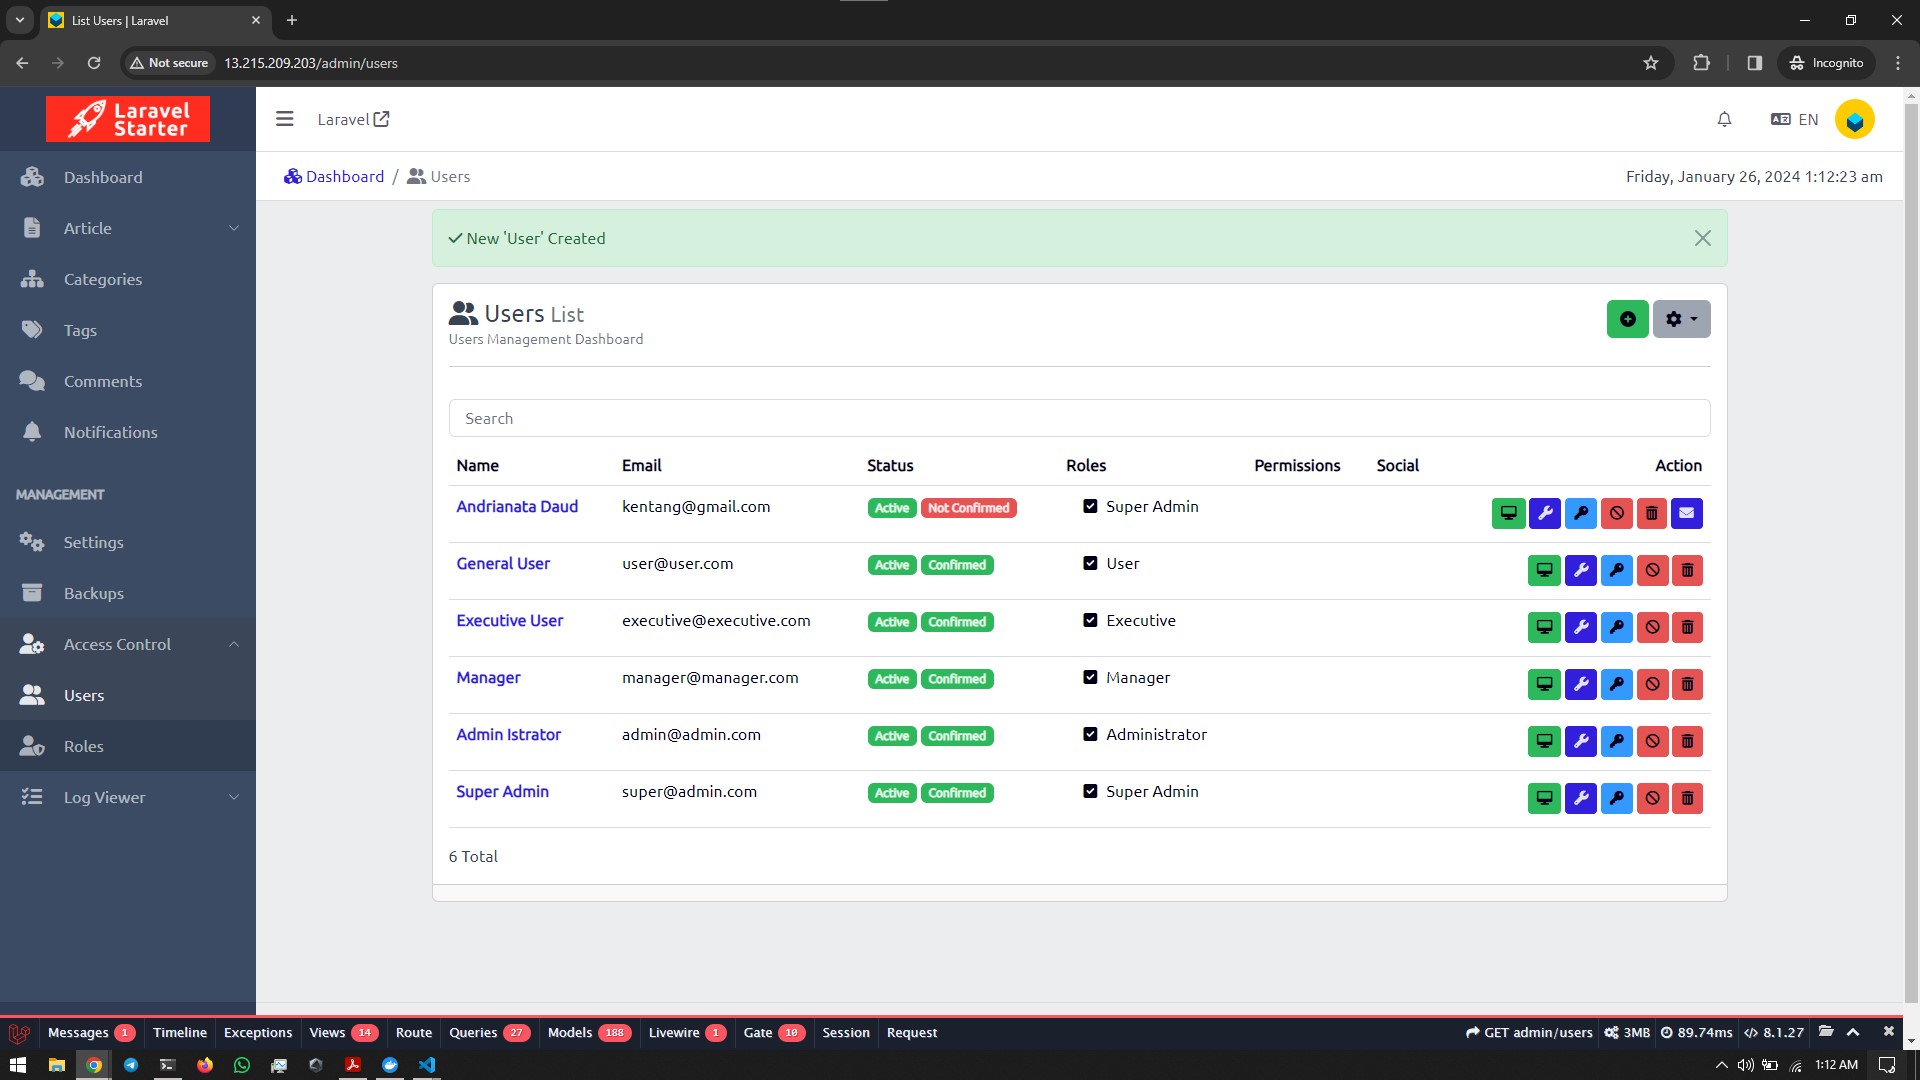 List Users | Laravel
Not secure
13.215.209.203/admin/users
Incognito
Laravel
Starter
Laravel
EN
Dashboard / Users
Friday, January 26, 2024 1:12:23 am
Dashboard
Article
Categories
Tags
Comments
Notifications
MANAGEMENT
Settings
Backups
Access Control
Users
Roles
Log Viewer
New 'User' Created
Users List
Users Management Dashboard
Search
Name Email Status Roles Permissions Social Action
Andrianata Daud kentang@gmail.com Active Not Confirmed Super Admin
General User user@user.com Active Confirmed User
Executive User executive@executive.com Active Confirmed Executive
Manager manager@manager.com Active Confirmed Manager
Admin Istrator admin@admin.com Active Confirmed Administrator
Super Admin super@admin.com Active Confirmed Super Admin
6 Total
Messages 1 Timeline Exceptions Views 14 Route Queries 27 Models 188 Livewire 1 Gate 10 Session Request GET admin/users 3MB 89.74ms 8.1.27
1:12 AM